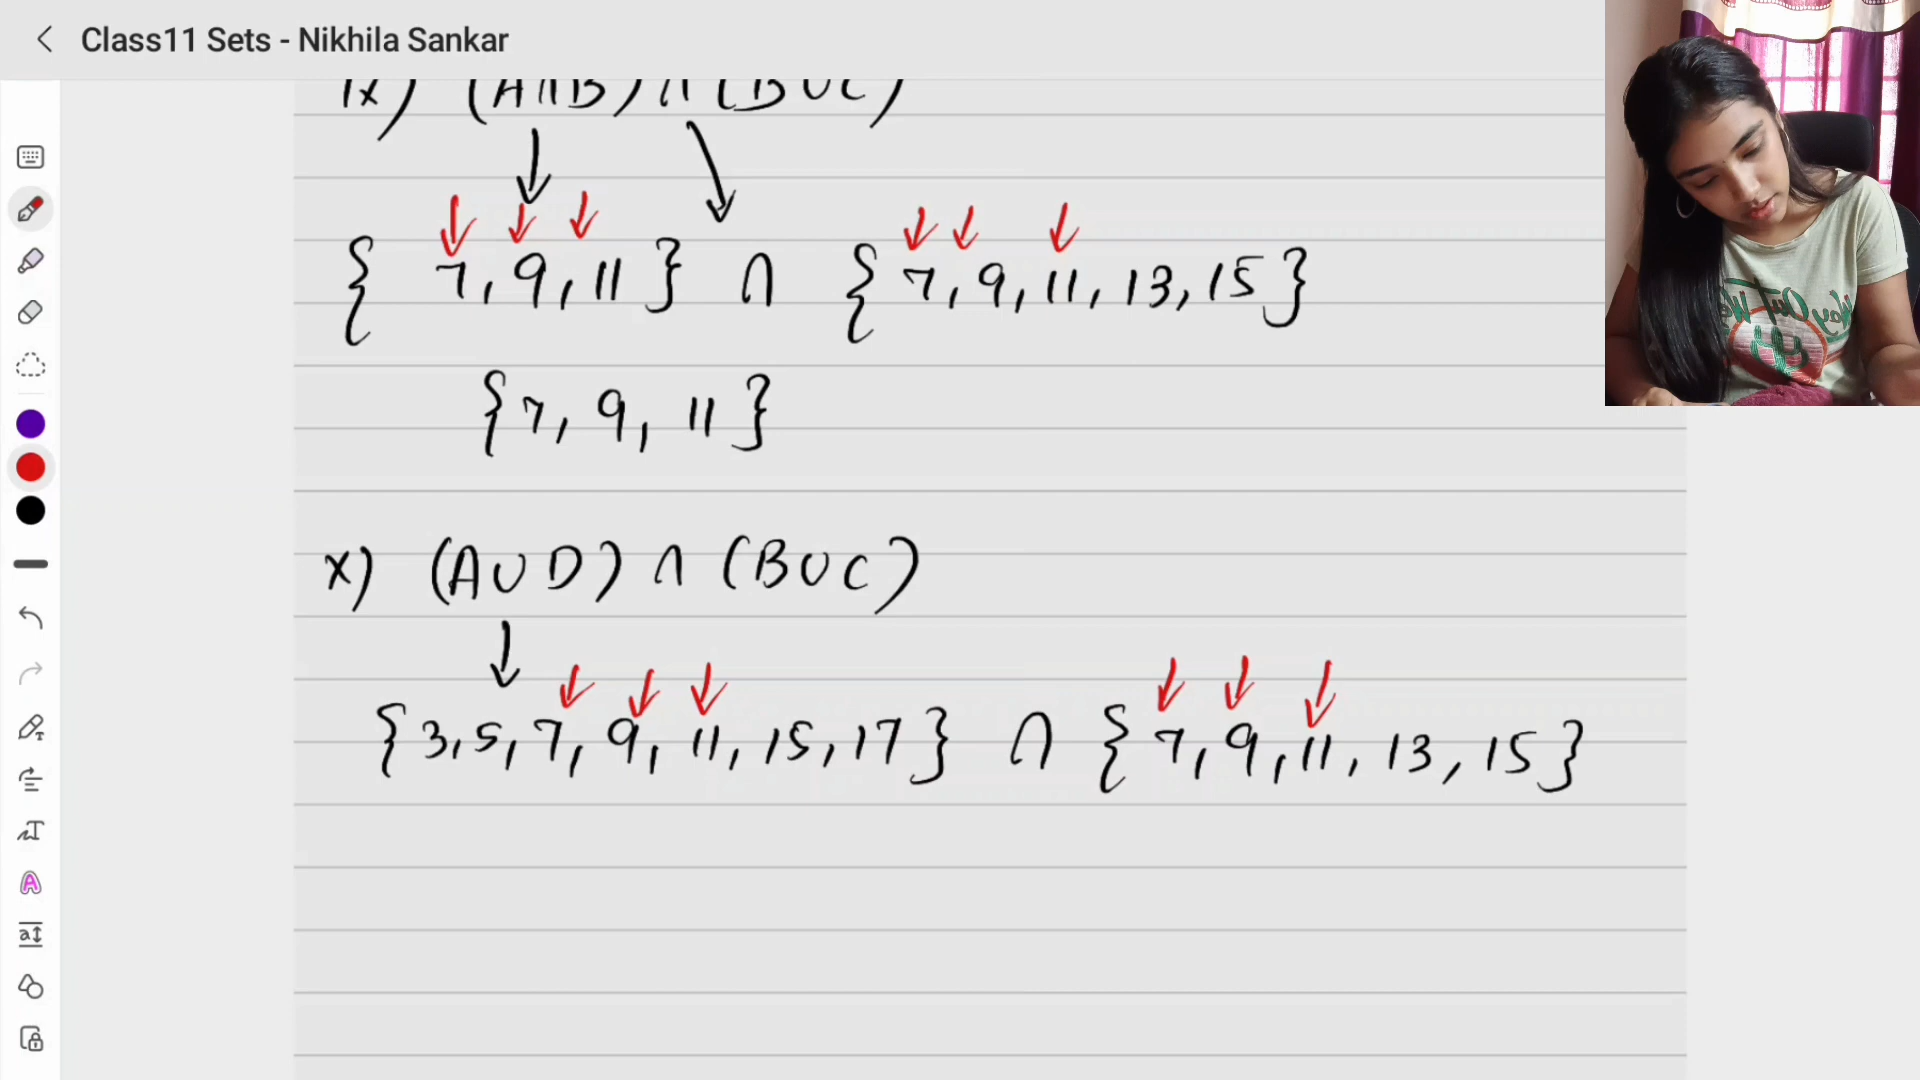 Class11 Sets - Nikhila Sankar
ix) (A∩B) ∩ (B∪C)
{ 7, 9, 11 } ∩ { 7, 9, 11, 13, 15 }
{ 7, 9, 11 }
x) (A∪D) ∩ (B∪C)
{ 3, 5, 7, 9, 11, 15, 17 } ∩ { 7, 9, 11, 13, 15 }